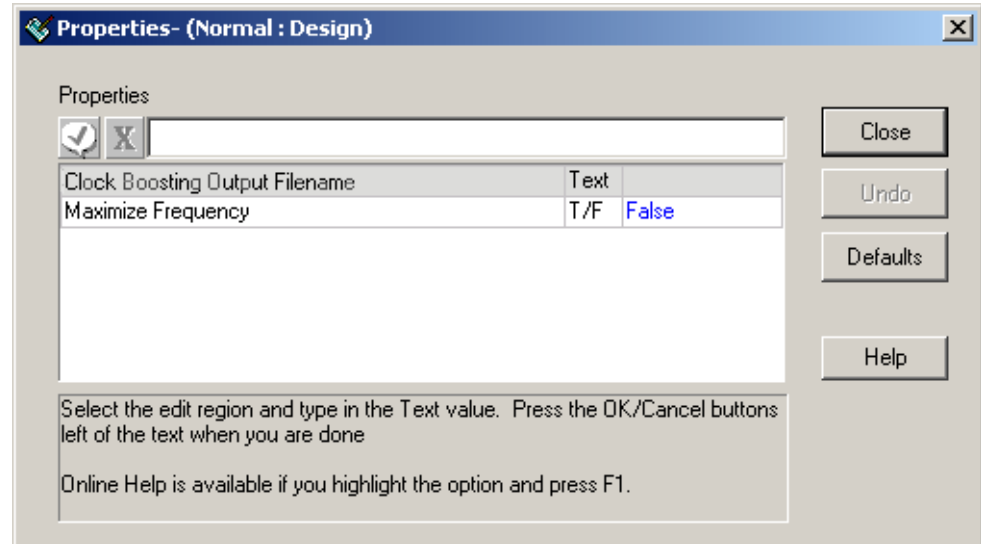 Properties- (Normal : Design)
Properties
X
Close
Clock Boosting Output Filename Text
Undo
Maximize Frequency T/F False
Defaults
Help
Select the edit region and type in the Text value. Press the OK/Cancel buttons
left of the text when you are done
Online Help is available if you highlight the option and press F1.